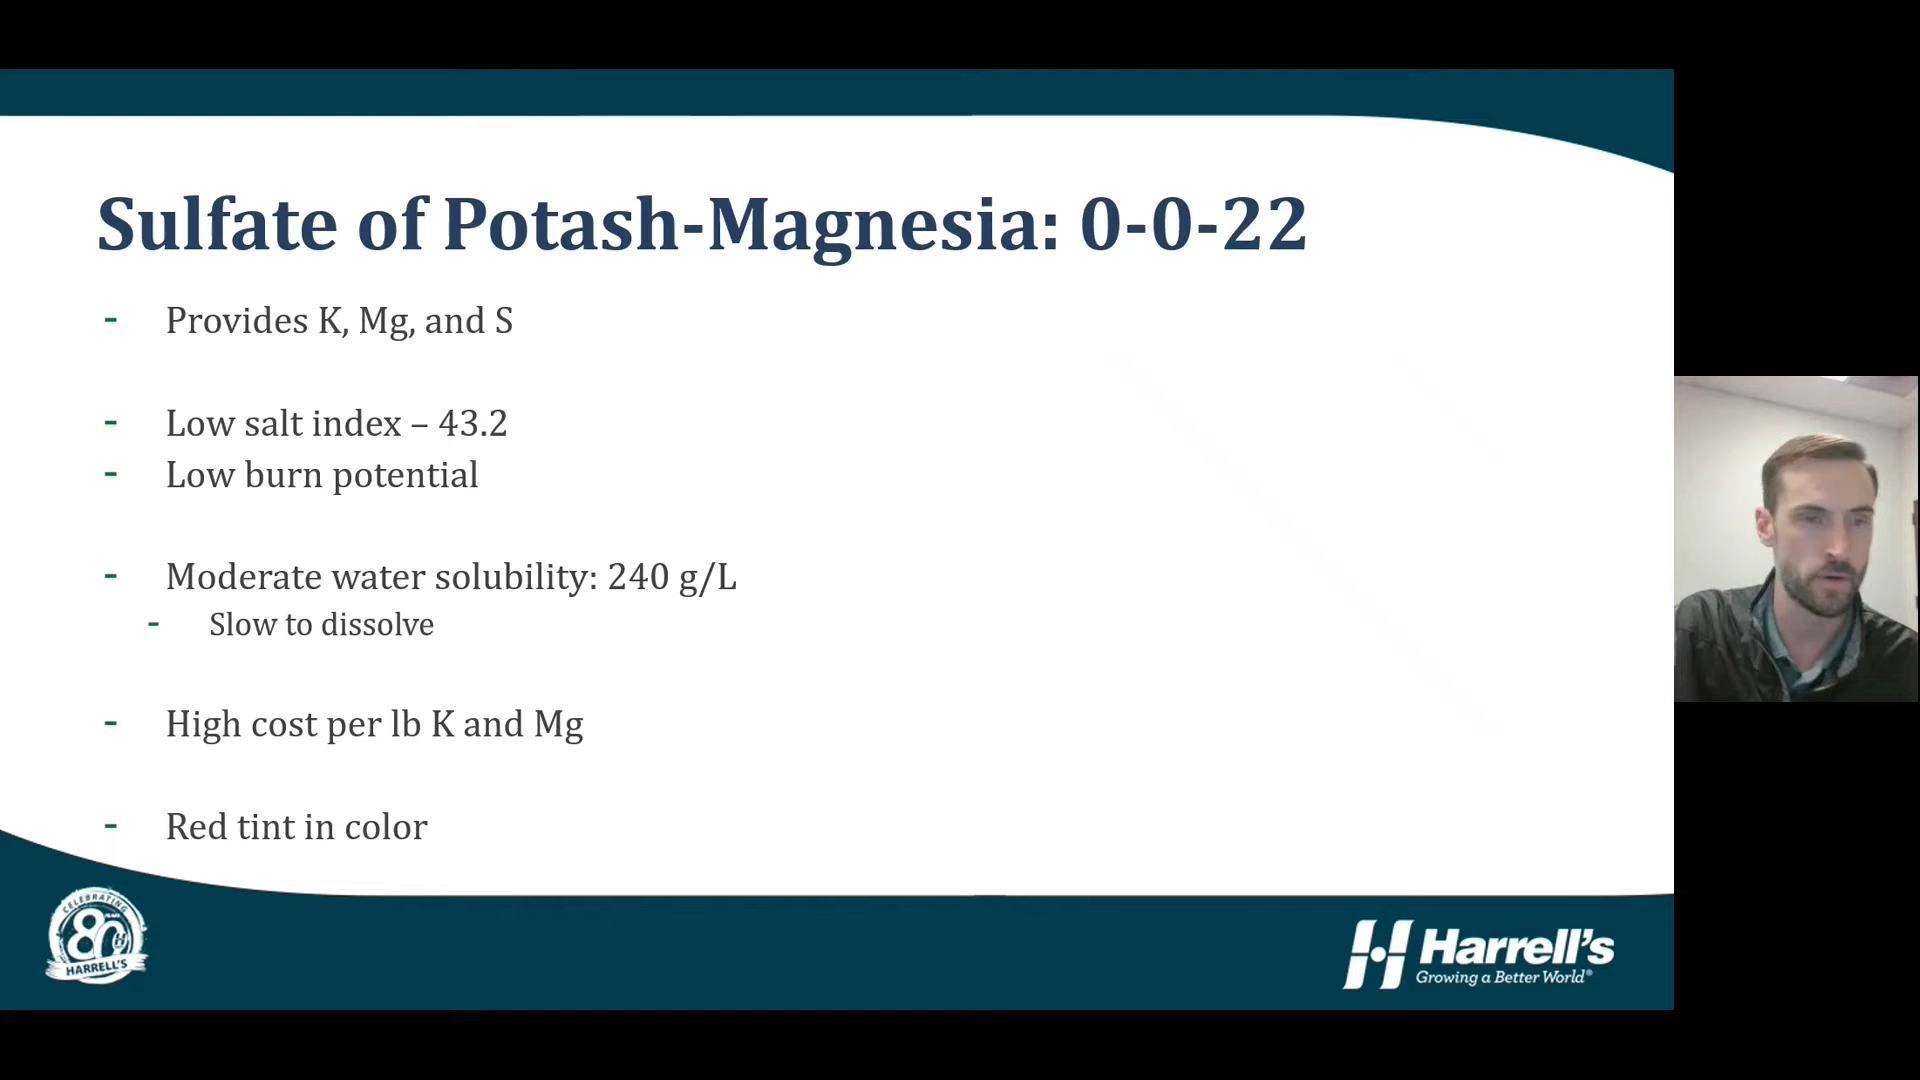 Sulfate of Potash-Magnesia: 0-0-22
- Provides K, Mg, and S
- Low salt index – 43.2
- Low burn potential
- Moderate water solubility: 240 g/L
- Slow to dissolve
- High cost per lb K and Mg
- Red tint in color
CELEBRATING
80
HARRELL'S
Harrell's
Growing a Better World®